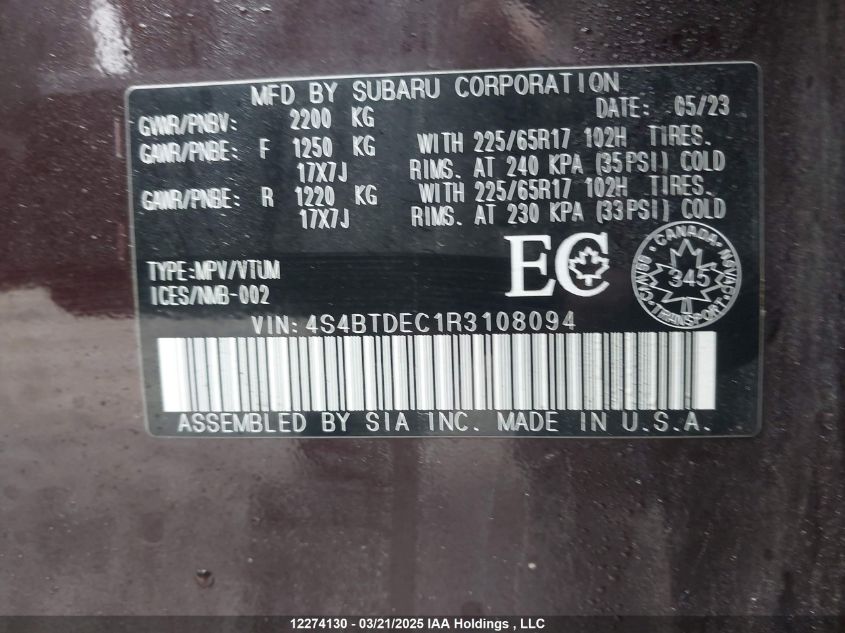 MFD BY SUBARU CORPORATION
DATE: 05/23
GVWR/PNBV: 2200 KG
GAWR/PNBE: F 1250 KG WITH 225/65R17 102H TIRES.
17X7J RIMS. AT 240 KPA (35PSI) COLD
GAWR/PNBE: R 1220 KG WITH 225/65R17 102H TIRES.
17X7J RIMS. AT 230 KPA (33PSI) COLD
TYPE:MPV/VTUM
ICES/NMB-002
EC
CANADA
345
TRANSPORT
VIN: 4S4BTDEC1R3108094
ASSEMBLED BY SIA INC. MADE IN U.S.A.
12274130 - 03/21/2025 IAA Holdings , LLC